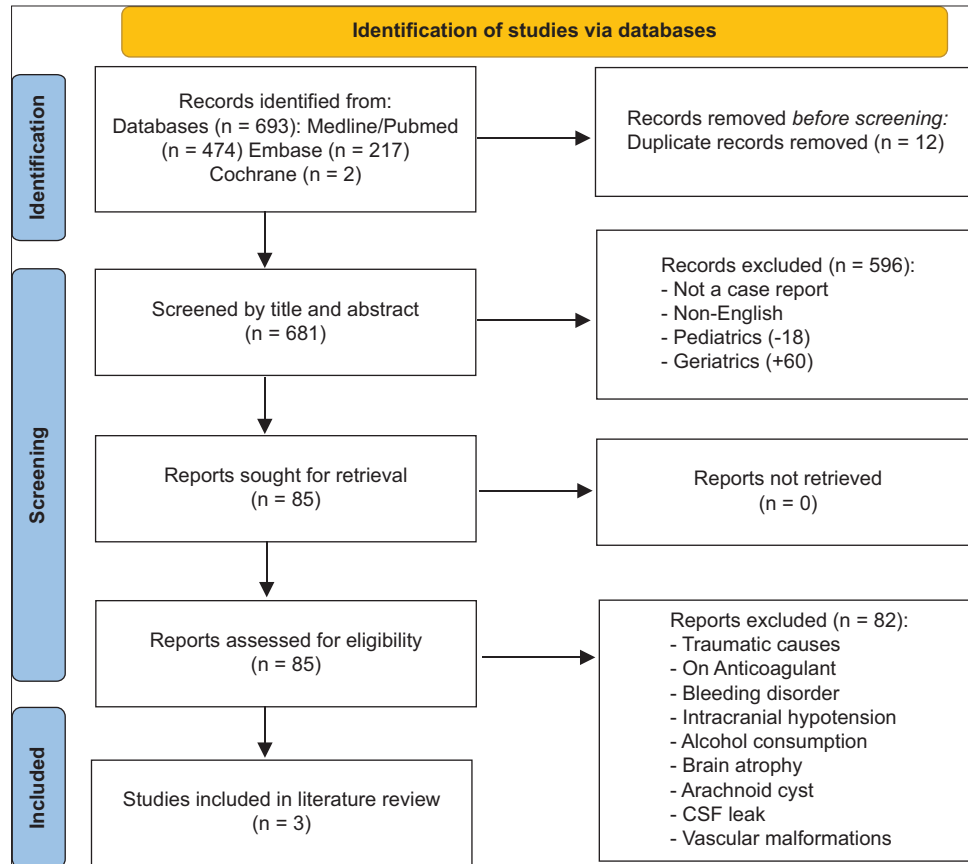 Identification of studies via databases
Identification
Records identified from:
Databases (n = 693): Medline/Pubmed
(n = 474) Embase (n = 217)
Cochrane (n = 2)
Records removed before screening:
Duplicate records removed (n = 12)
Screening
Screened by title and abstract
(n = 681)
Records excluded (n = 596):
- Not a case report
- Non-English
- Pediatrics (-18)
- Geriatrics (+60)
Reports sought for retrieval
(n = 85)
Reports not retrieved
(n = 0)
Reports assessed for eligibility
(n = 85)
Reports excluded (n = 82):
- Traumatic causes
- On Anticoagulant
- Bleeding disorder
- Intracranial hypotension
- Alcohol consumption
- Brain atrophy
- Arachnoid cyst
- CSF leak
- Vascular malformations
Included
Studies included in literature review
(n = 3)